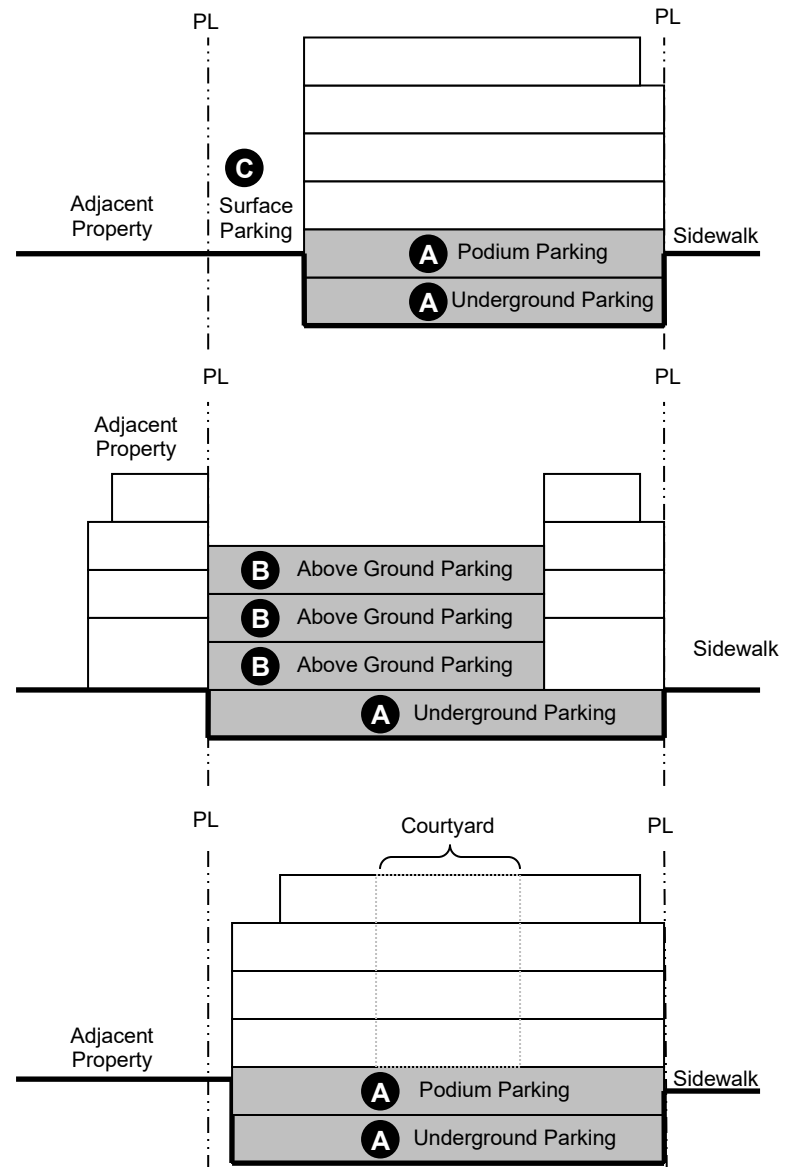 PL
PL
C
Adjacent
Property
Surface
Parking
Sidewalk
A Podium Parking
A Underground Parking
PL
PL
Adjacent
Property
B Above Ground Parking
B Above Ground Parking
B Above Ground Parking
Sidewalk
A Underground Parking
PL
Courtyard
PL
Adjacent
Property
Sidewalk
A Podium Parking
A Underground Parking